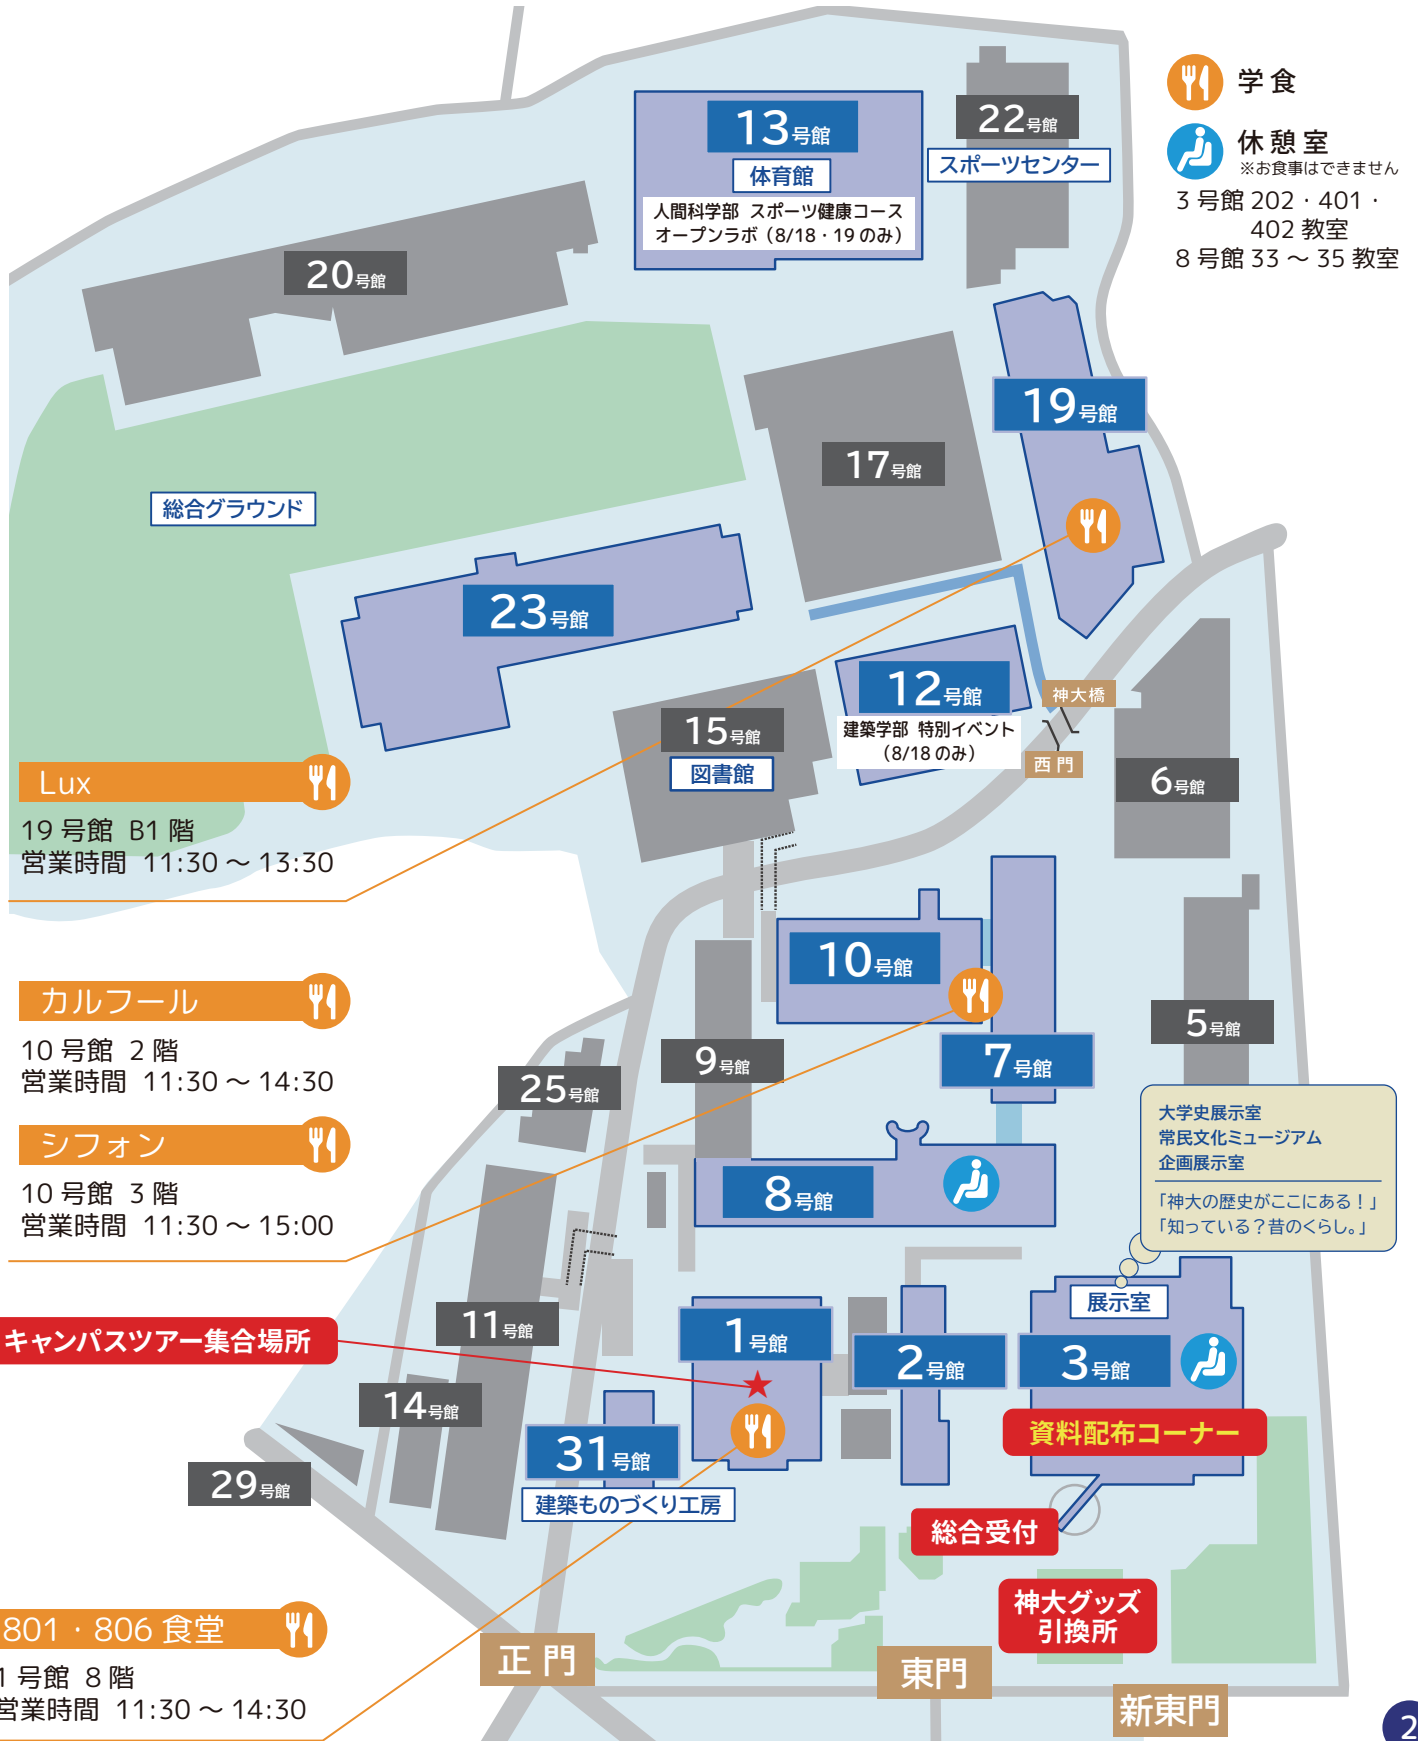 学食
休憩室
※お食事はできません
3号館 202・401・
402 教室
8号館 33～35 教室
13号館
体育館
人間科学部 スポーツ健康コース
オープンラボ（8/18・19 のみ）
22号館
スポーツセンター
20号館
19号館
17号館
総合グラウンド
23号館
12号館
建築学部 特別イベント
（8/18 のみ）
神大橋
西門
15号館
図書館
6号館
Lux
19号館 B1階
営業時間 11:30～13:30
10号館
カルフール
10号館 2階
営業時間 11:30～14:30
5号館
9号館
7号館
25号館
シフォン
10号館 3階
営業時間 11:30～15:00
大学史展示室
常民文化ミュージアム
企画展示室
「神大の歴史がここにある！」
「知っている？昔のくらし。」
8号館
展示室
キャンパスツアー集合場所
11号館
1号館
2号館
3号館
14号館
資料配布コーナー
31号館
建築ものづくり工房
29号館
総合受付
神大グッズ
引換所
801・806 食堂
1号館 8階
営業時間 11:30～14:30
正門
東門
新東門
2